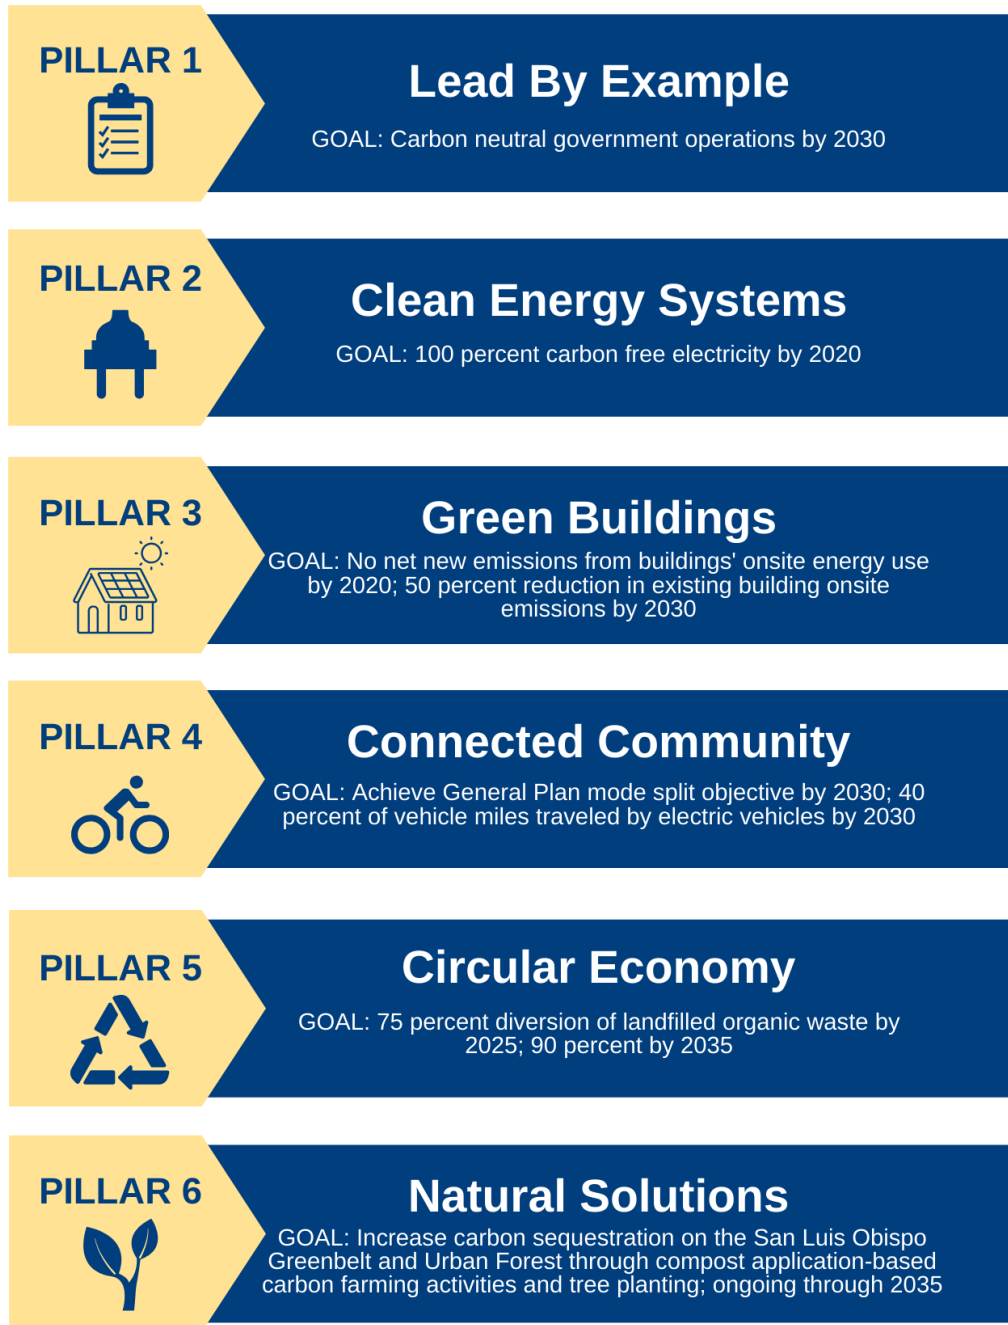 PILLAR 1
Lead By Example
GOAL: Carbon neutral government operations by 2030
PILLAR 2
Clean Energy Systems
GOAL: 100 percent carbon free electricity by 2020
PILLAR 3
Green Buildings
GOAL: No net new emissions from buildings' onsite energy use
by 2020; 50 percent reduction in existing building onsite
emissions by 2030
PILLAR 4
Connected Community
GOAL: Achieve General Plan mode split objective by 2030; 40
percent of vehicle miles traveled by electric vehicles by 2030
PILLAR 5
Circular Economy
GOAL: 75 percent diversion of landfilled organic waste by
2025; 90 percent by 2035
PILLAR 6
Natural Solutions
GOAL: Increase carbon sequestration on the San Luis Obispo
Greenbelt and Urban Forest through compost application-based
carbon farming activities and tree planting; ongoing through 2035